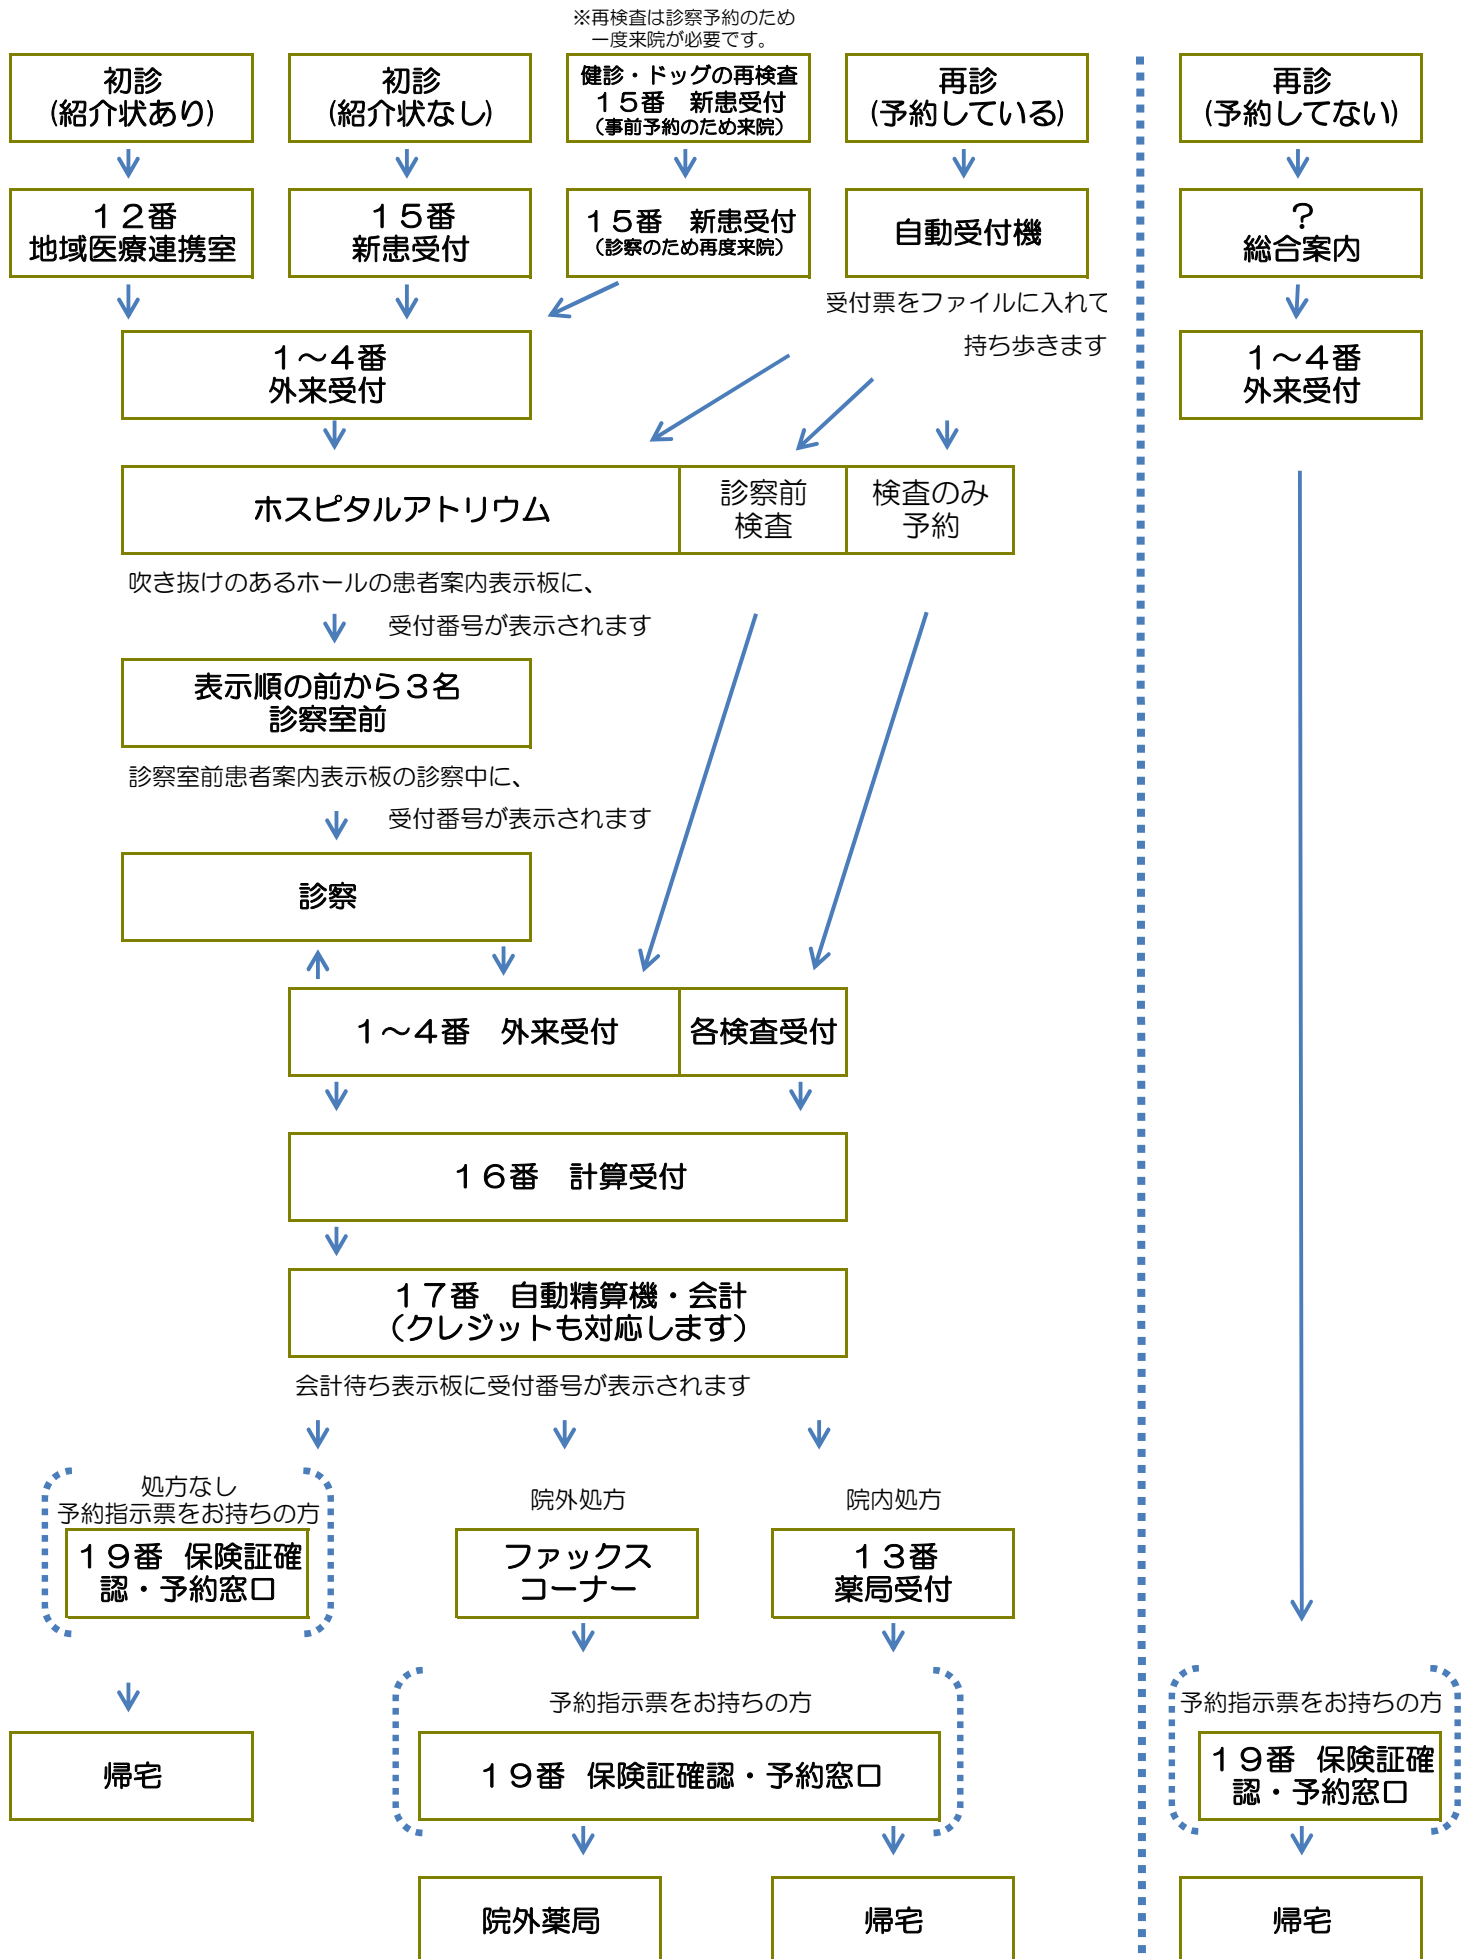 ※再検査は診察予約のため
一度来院が必要です。
初診
(紹介状あり)
初診
(紹介状なし)
健診・ドッグの再検査
１５番　新患受付
（事前予約のため来院）
再診
(予約している)
再診
(予約してない)
１２番
地域医療連携室
１５番
新患受付
１５番　新患受付
（診察のため再度来院）
自動受付機
？
総合案内
受付票をファイルに入れて
持ち歩きます
１～４番
外来受付
１～４番
外来受付
ホスピタルアトリウム
診察前
検査
検査のみ
予約
吹き抜けのあるホールの患者案内表示板に、
受付番号が表示されます
表示順の前から３名
診察室前
診察室前患者案内表示板の診察中に、
受付番号が表示されます
診察
１～４番　外来受付
各検査受付
１６番　計算受付
１７番　自動精算機・会計
（クレジットも対応します）
会計待ち表示板に受付番号が表示されます
処方なし
予約指示票をお持ちの方
１９番 保険証確
認・予約窓口
院外処方
ファックス
コーナー
院内処方
１３番
薬局受付
予約指示票をお持ちの方
１９番 保険証確認・予約窓口
予約指示票をお持ちの方
１９番 保険証確
認・予約窓口
帰宅
院外薬局
帰宅
帰宅